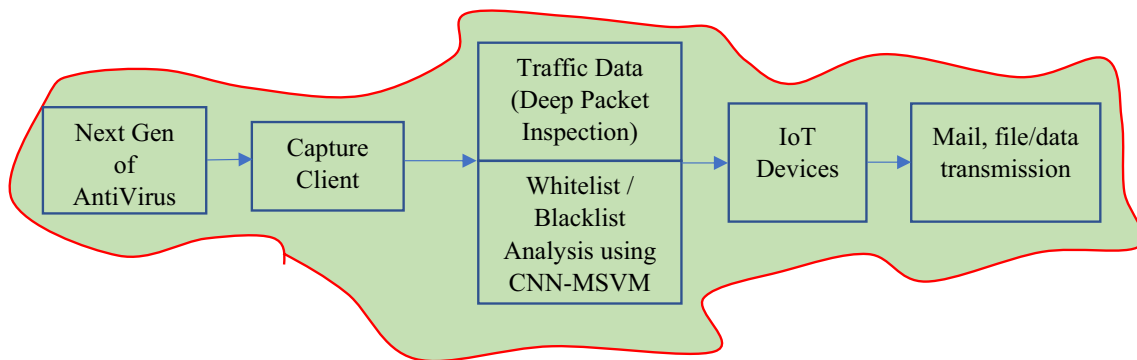 Next Gen
of
AntiVirus
Capture
Client
Traffic Data
(Deep Packet
Inspection)
Whitelist /
Blacklist
Analysis using
CNN-MSVM
IoT
Devices
Mail, file/data
transmission